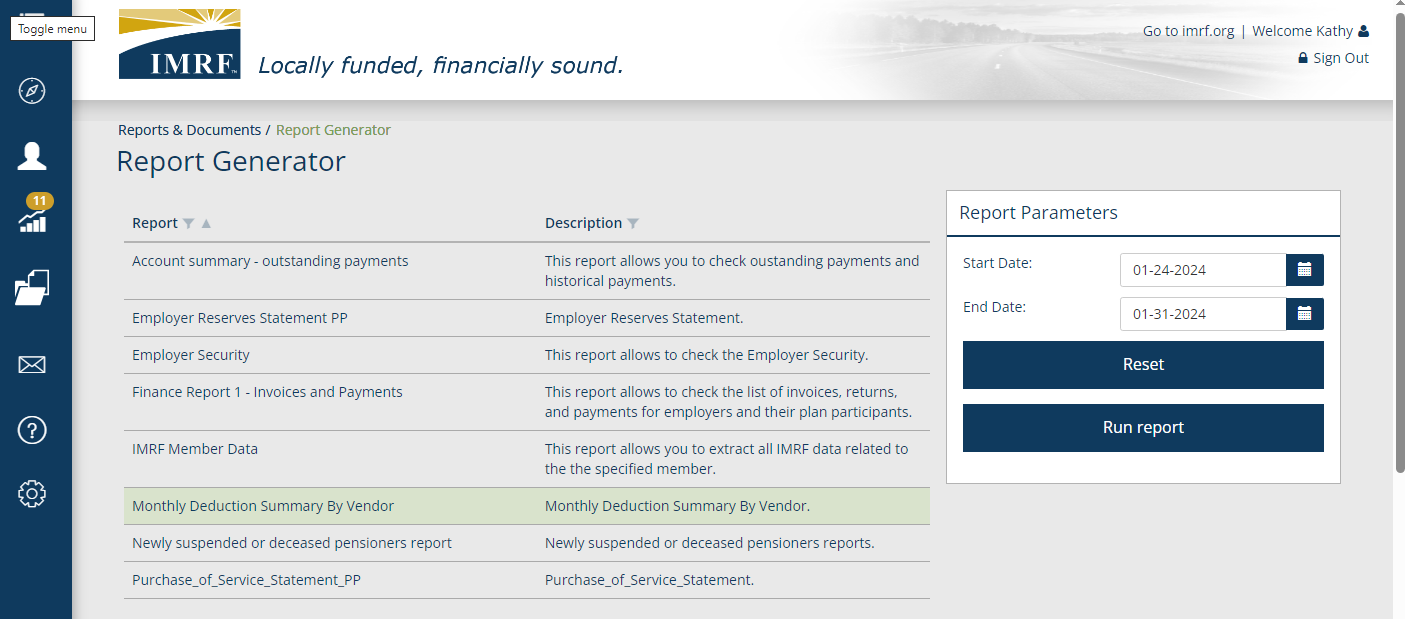 Toggle menu
IMRF™
Locally funded, financially sound.
Go to imrf.org | Welcome Kathy
Sign Out
11
?
Reports & Documents / Report Generator
Report Generator
Report
Description
Account summary - outstanding payments
This report allows you to check oustanding payments and
historical payments.
Employer Reserves Statement PP
Employer Reserves Statement.
Employer Security
This report allows to check the Employer Security.
Finance Report 1 - Invoices and Payments
This report allows to check the list of invoices, returns,
and payments for employers and their plan participants.
IMRF Member Data
This report allows you to extract all IMRF data related to
the the specified member.
Monthly Deduction Summary By Vendor
Monthly Deduction Summary By Vendor.
Newly suspended or deceased pensioners report
Newly suspended or deceased pensioners reports.
Purchase_of_Service_Statement_PP
Purchase_of_Service_Statement.
Report Parameters
Start Date:
01-24-2024
End Date:
01-31-2024
Reset
Run report